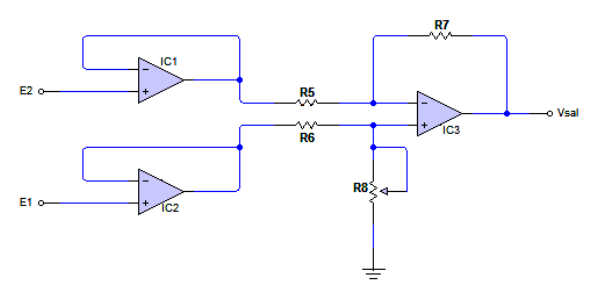 R7
IC1
E2
-
+
R5
-
+
IC3
Vsal
R6
-
+
IC2
E1
R8